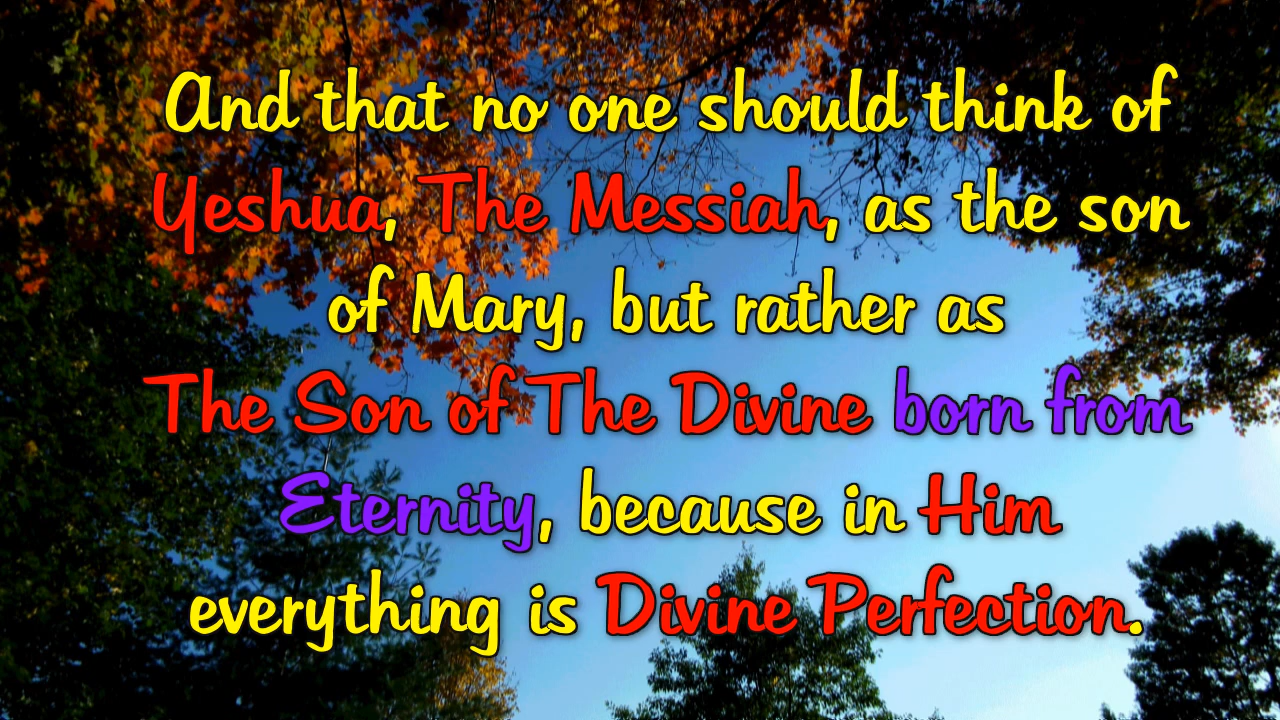 And that no one should think of
Yeshua, The Messiah, as the son
of Mary, but rather as
The Son of The Divine born from
Eternity, because in Him
everything is Divine Perfection.